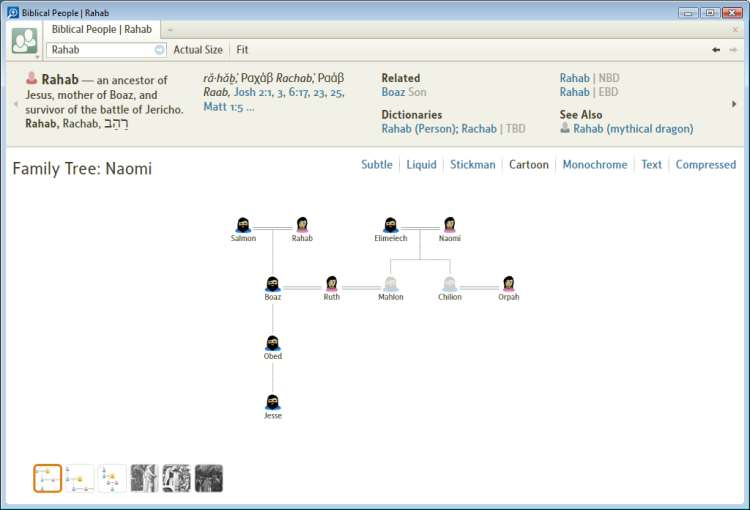 Biblical People | Rahab
Biblical People | Rahab
Rahab
Actual Size
Fit
Rahab — an ancestor of
Jesus, mother of Boaz, and
survivor of the battle of Jericho.
Rahab, Rachab, רָהָב
rā·ḥāḇ, Ραχάβ Rachab, Ραάβ
Raab, Josh 2:1, 3, 6:17, 23, 25,
Matt 1:5 ...
Related
Boaz Son
Dictionaries
Rahab (Person); Rachab | TBD
Rahab | NBD
Rahab | EBD
See Also
Rahab (mythical dragon)
Family Tree: Naomi
Subtle
Liquid
Stickman
Cartoon
Monochrome
Text
Compressed
Salmon
Rahab
Elimelech
Naomi
Boaz
Ruth
Mahlon
Chilion
Orpah
Obed
Jesse